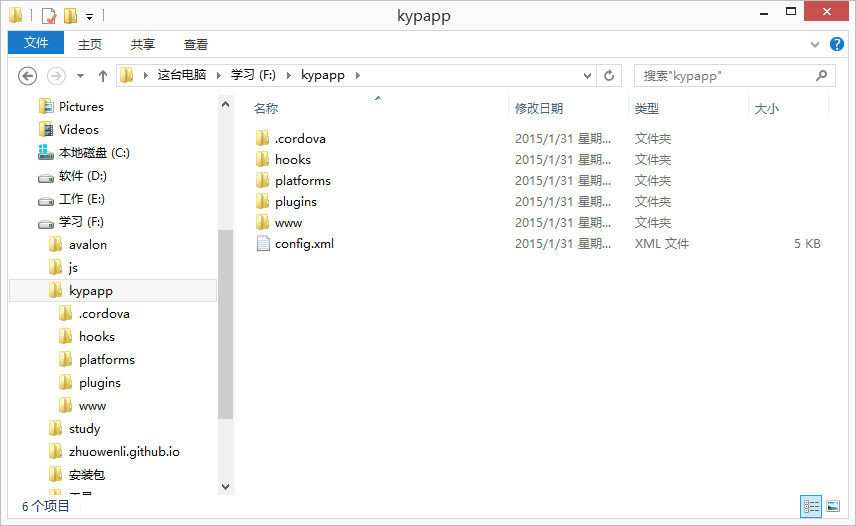 kypapp
文件 主页 共享 查看
这台电脑 学习 (F:) kypapp 搜索"kypapp"
名称 修改日期 类型 大小
Pictures
Videos
本地磁盘 (C:)
软件 (D:)
工作 (E:)
学习 (F:)
avalon
js
kypapp
.cordova
hooks
platforms
plugins
www
study
zhuowenli.github.io
安装包
.cordova 2015/1/31 星期... 文件夹
hooks 2015/1/31 星期... 文件夹
platforms 2015/1/31 星期... 文件夹
plugins 2015/1/31 星期... 文件夹
www 2015/1/31 星期... 文件夹
config.xml 2015/1/31 星期... XML 文件 5 KB
6 个项目